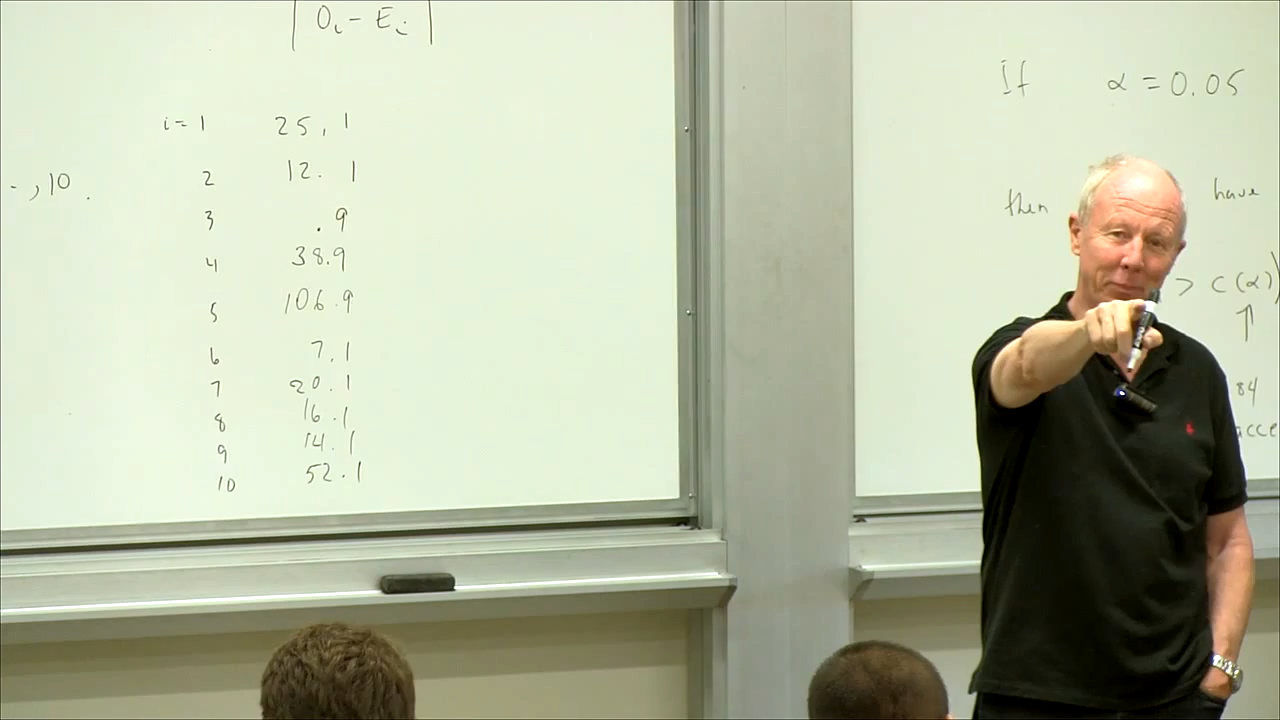 | Oᵢ - Eᵢ |
-, 10.
i = 1 25.1
2 12.1
3 .9
4 38.9
5 106.9
6 7.1
7 20.1
8 16.1
9 14.1
10 52.1
If α = 0.05
then have
> c(α)
↑
84
acce